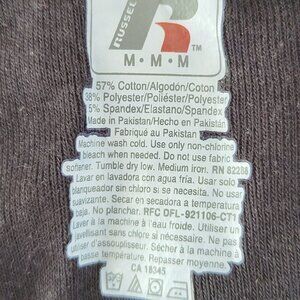 RUSSELL
R
TM
M • M • M
57% Cotton/Algodón/Coton
38% Polyester/Poliéster/Polyester
5% Spandex/Elastano/Spandex
Made in Pakistan/Hecho en Pakistán
Fabriqué au Pakistan
Machine wash cold. Use only non-chlorine
bleach when needed. Do not use fabric
softener. Tumble dry low. Medium iron. RN 82288
Lavar en lavadora con agua fría. Usar solo
blanqueador sin cloro si se necesita. No usar
suavizante. Secar en secadora a temperatura
baja. No planchar. RFC DFL-921106-CT1
Laver en machine à l'eau froide. Utiliser un
javellisant sans chlore si nécessaire. Ne pas
utiliser d'assouplisseur. Sécher en machine à
basse température. Repasser moyenne.
CA 18345